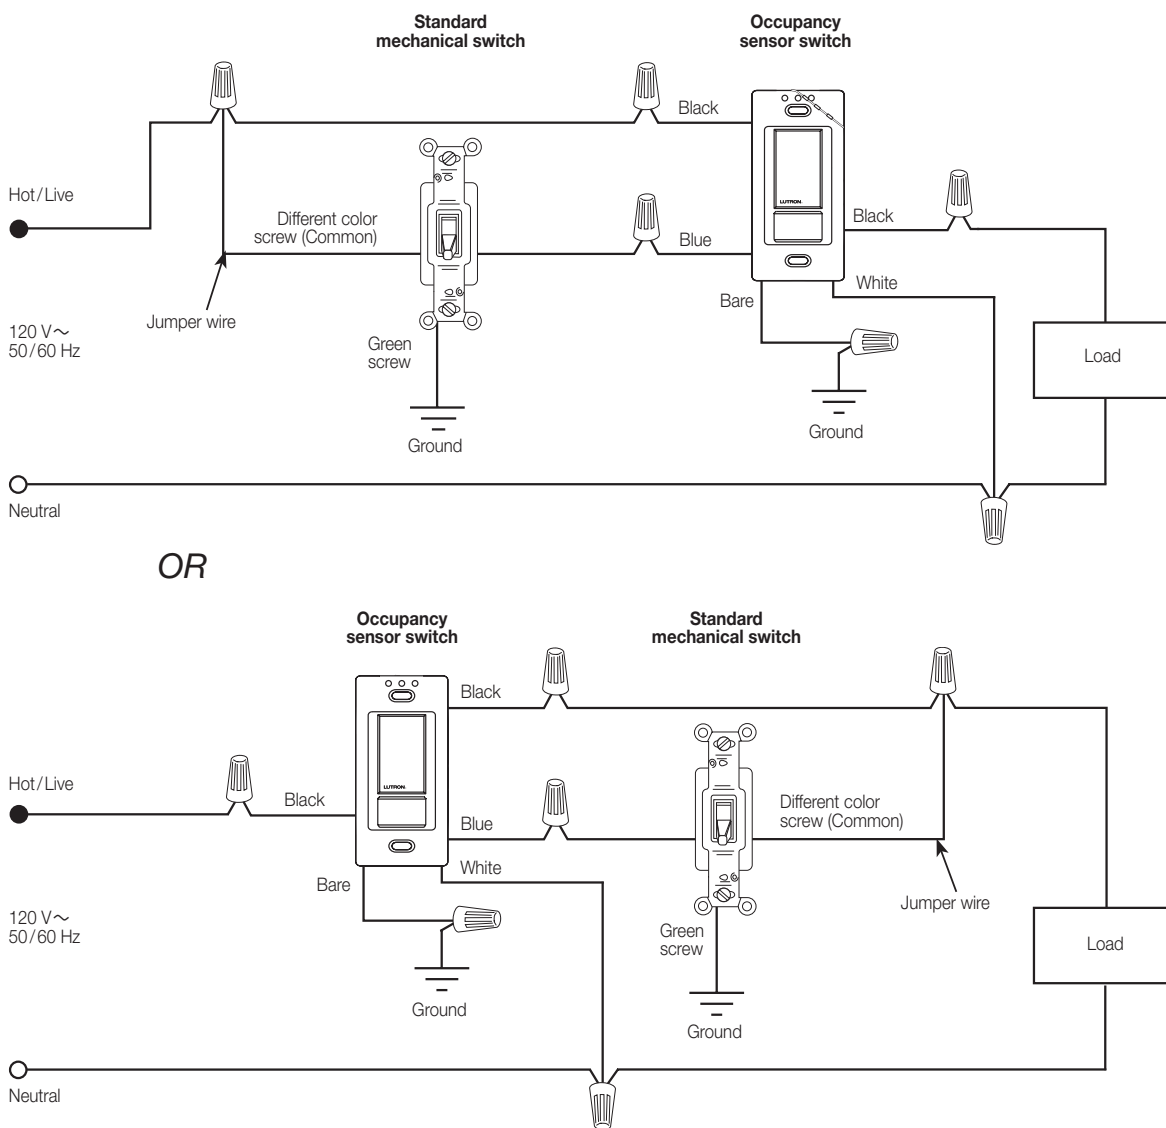 Standard
mechanical switch
Occupancy
sensor switch
Black
Hot/Live
Different color
screw (Common)
LUTRON
Blue
Black
Bare
White
Jumper wire
120 V~
50/60 Hz
Green
screw
Load
Ground
Ground
Neutral
OR
Occupancy
sensor switch
Standard
mechanical switch
Black
Hot/Live
Black
LUTRON
Blue
Different color
screw (Common)
Bare
White
Jumper wire
120 V~
50/60 Hz
Green
screw
Load
Ground
Ground
Neutral